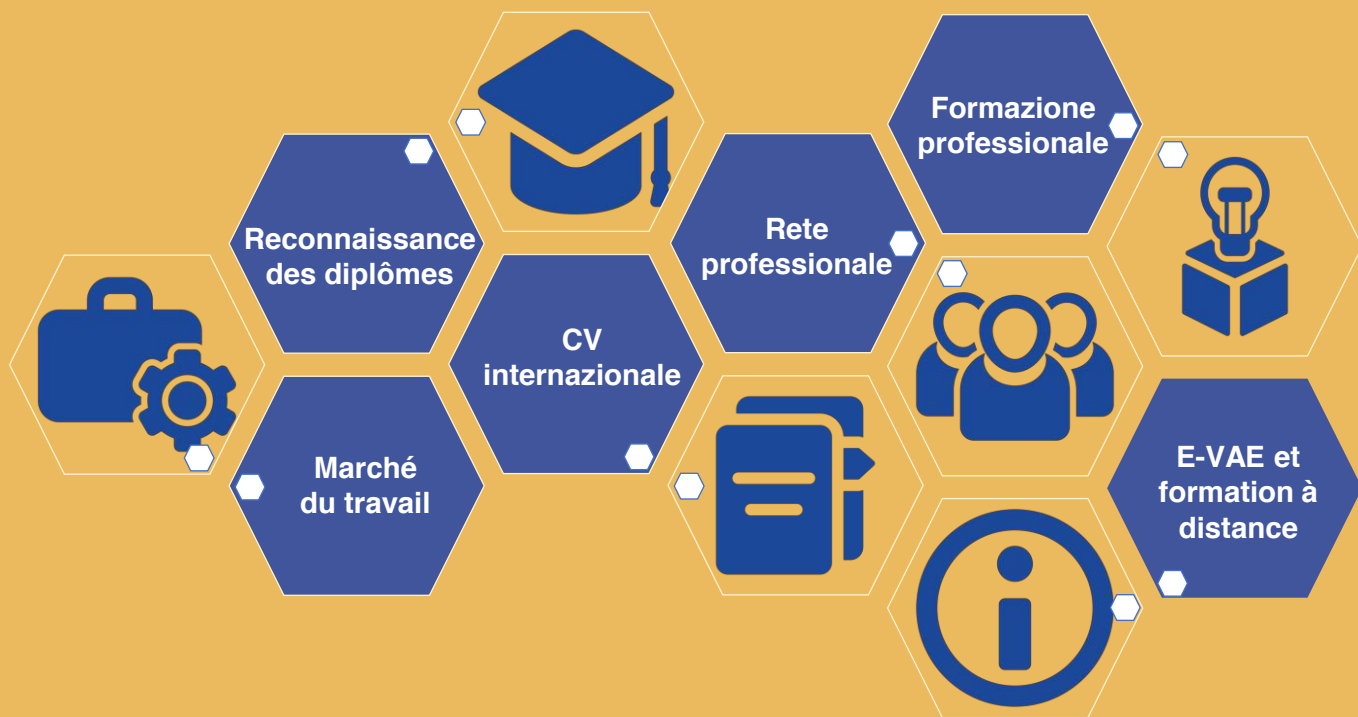 Formazione
professionale
Reconnaissance
des diplômes
Rete
professionale
CV
internazionale
Marché
du travail
E-VAE et
formation à
distance